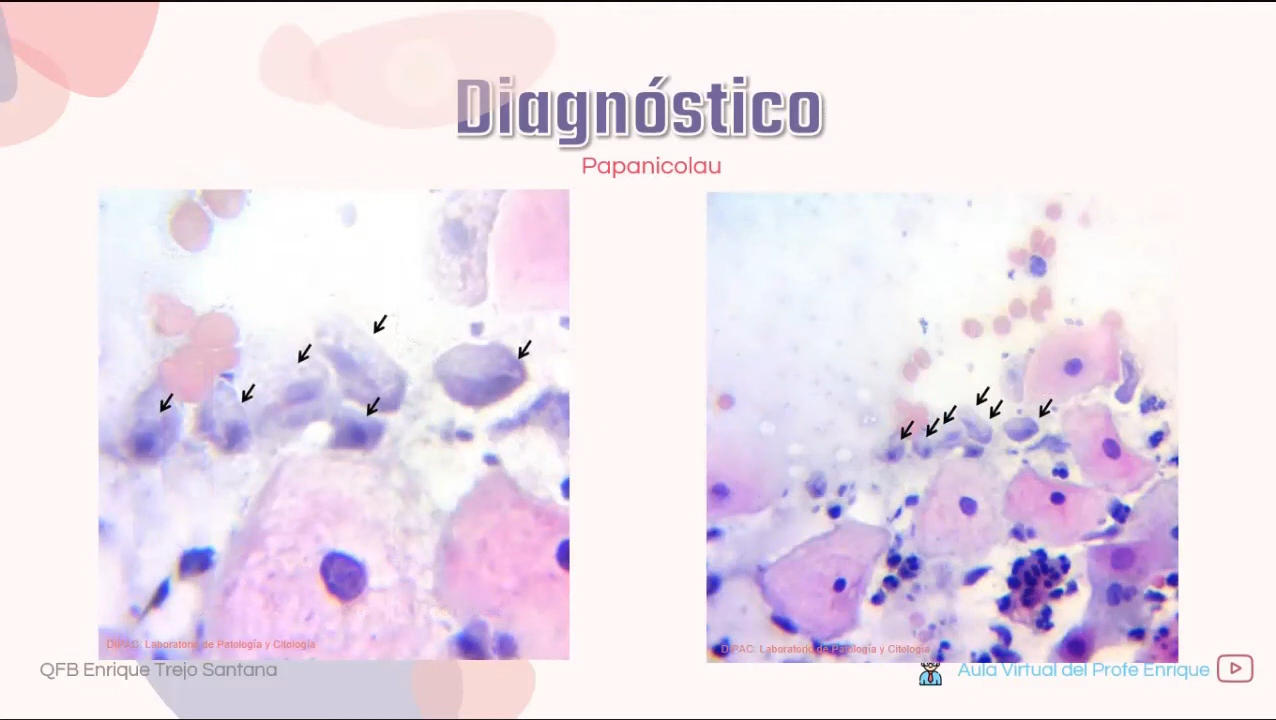 Diagnóstico
Papanicolau
DIPAC: Laboratorio de Patología y Citología
DIPAC: Laboratorio de Patología y Citología
QFB Enrique Trejo Santana
Aula Virtual del Profe Enrique